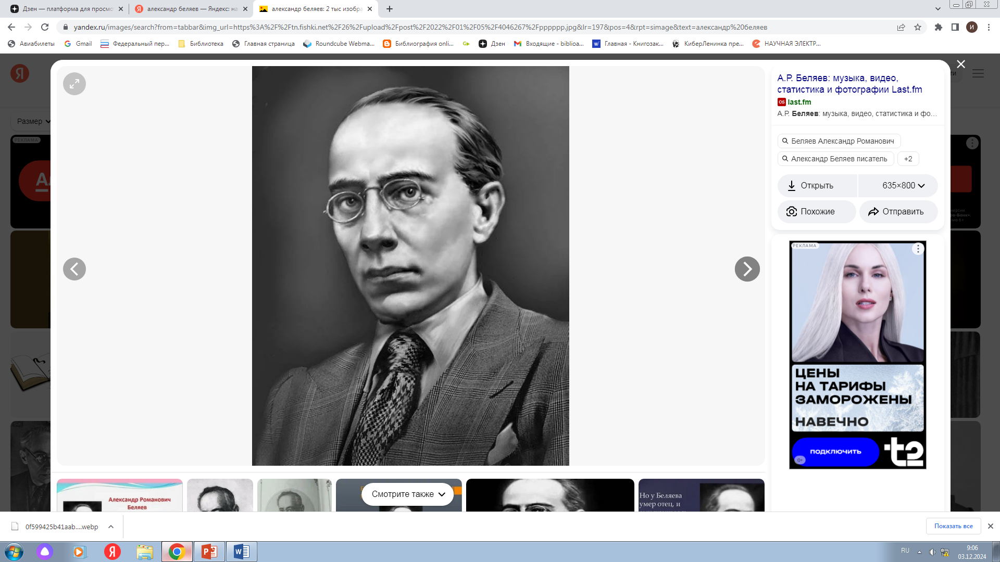 Дзен — платформа для просмо
александр беляев — Яндекс: на
александр беляев: 2 тыс изобра
yandex.ru/images/search?from=tabbar&img_url=https%3A%2F%2Ftn.fishki.net%2F26%2Fupload%2Fpost%2F2022%2F01%2F05%2F4046267%2Fpppppp.jpg&lr=197&pos=4&rpt=simage&text=александр%20беляев
И
Авиабилеты
Gmail
Федеральный пер...
Библиотека
Главная страница
Roundcube Webma...
Библиография onli...
Дзен
Входящие - biblioa...
Главная - Книгозак...
КиберЛенинка пре...
НАУЧНАЯ ЭЛЕКТР...
Я
Размер
РЕКЛАМА
А.Р. Беляев: музыка, видео,
статистика и фотографии Last.fm
last.fm
А.Р. Беляев: музыка, видео, статистика и фо...
Беляев Александр Романович
Александр Беляев писатель
+2
Открыть
635×800
Похожие
Отправить
РЕКЛАМА
ЦЕНЫ
НА ТАРИФЫ
ЗАМОРОЖЕНЫ
НАВЕЧНО
ПОДКЛЮЧИТЬ
0+
t2
Александр Романович
Беляев
Смотрите также
Но у Беляева
умер отец, и
0f599425b41aab....webp
Показать все
RU
9:06
03.12.2024